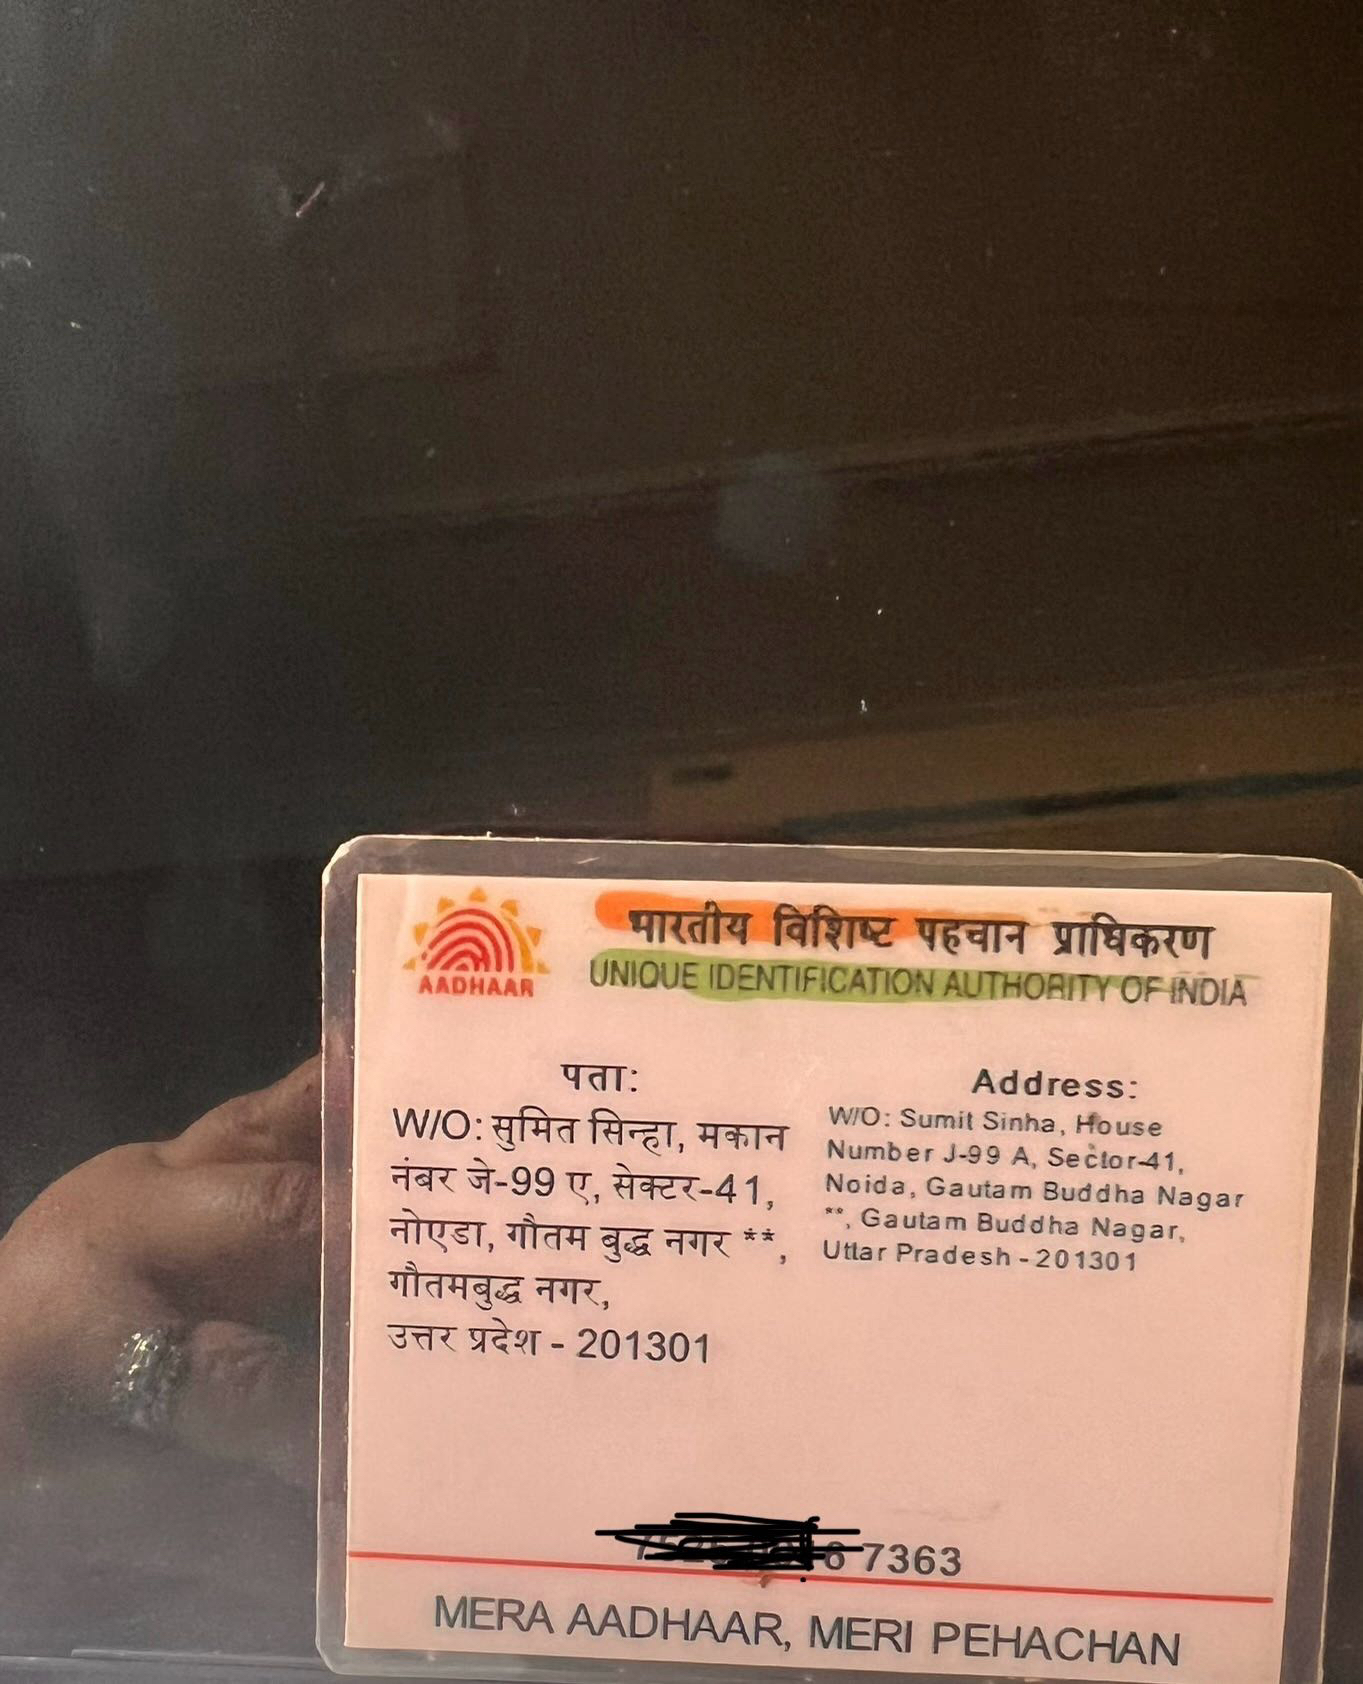 AADHAAR
भारतीय विशिष्ट पहचान प्राधिकरण
UNIQUE IDENTIFICATION AUTHORITY OF INDIA
पता:
W/O: सुमित सिन्हा, मकान
नंबर जे-99 ए, सेक्टर-41,
नोएडा, गौतम बुद्ध नगर **,
गौतमबुद्ध नगर,
उत्तर प्रदेश - 201301
Address:
W/O: Sumit Sinha, House
Number J-99 A, Sector-41,
Noida, Gautam Buddha Nagar
**, Gautam Buddha Nagar,
Uttar Pradesh - 201301
7363
MERA AADHAAR, MERI PEHACHAN